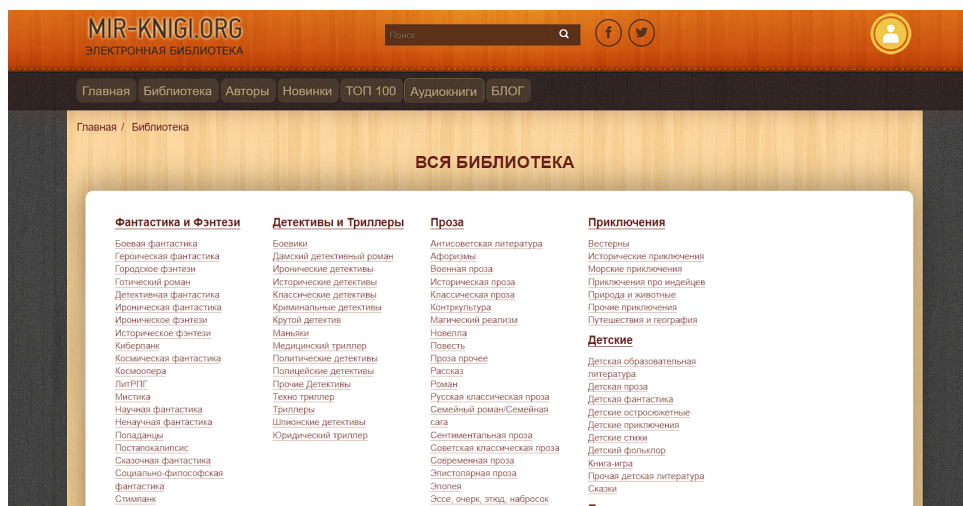 MIR-KNIGI.ORG
ЭЛЕКТРОННАЯ БИБЛИОТЕКА
Поиск
Главная Библиотека Авторы Новинки ТОП 100 Аудиокниги БЛОГ
Главная / Библиотека
ВСЯ БИБЛИОТЕКА
Фантастика и Фэнтези
Боевая фантастика
Героическая фантастика
Городское фэнтези
Готический роман
Детективная фантастика
Ироническая фантастика
Ироническое фэнтези
Историческое фэнтези
Киберпанк
Космическая фантастика
Космоопера
ЛитРПГ
Мистика
Научная фантастика
Ненаучная фантастика
Попаданцы
Постапокалипсис
Сказочная фантастика
Социально-философская
фантастика
Стимпанк
Детективы и Триллеры
Боевики
Дамский детективный роман
Иронические детективы
Исторические детективы
Классические детективы
Криминальные детективы
Крутой детектив
Маньяки
Медицинский триллер
Политические детективы
Полицейские детективы
Прочие Детективы
Техно триллер
Триллеры
Шпионские детективы
Юридический триллер
Проза
Антисоветская литература
Афоризмы
Военная проза
Историческая проза
Классическая проза
Контркультура
Магический реализм
Новелла
Повесть
Проза прочее
Рассказ
Роман
Русская классическая проза
Семейный роман/Семейная
сага
Сентиментальная проза
Советская классическая проза
Современная проза
Эпистолярная проза
Эпопея
Эссе, очерк, этюд, набросок
Приключения
Вестерны
Исторические приключения
Морские приключения
Приключения про индейцев
Природа и животные
Прочие приключения
Путешествия и география
Детские
Детская образовательная
литература
Детская проза
Детская фантастика
Детские остросюжетные
Детские приключения
Детские стихи
Детский фольклор
Книга-игра
Прочая детская литература
Сказки